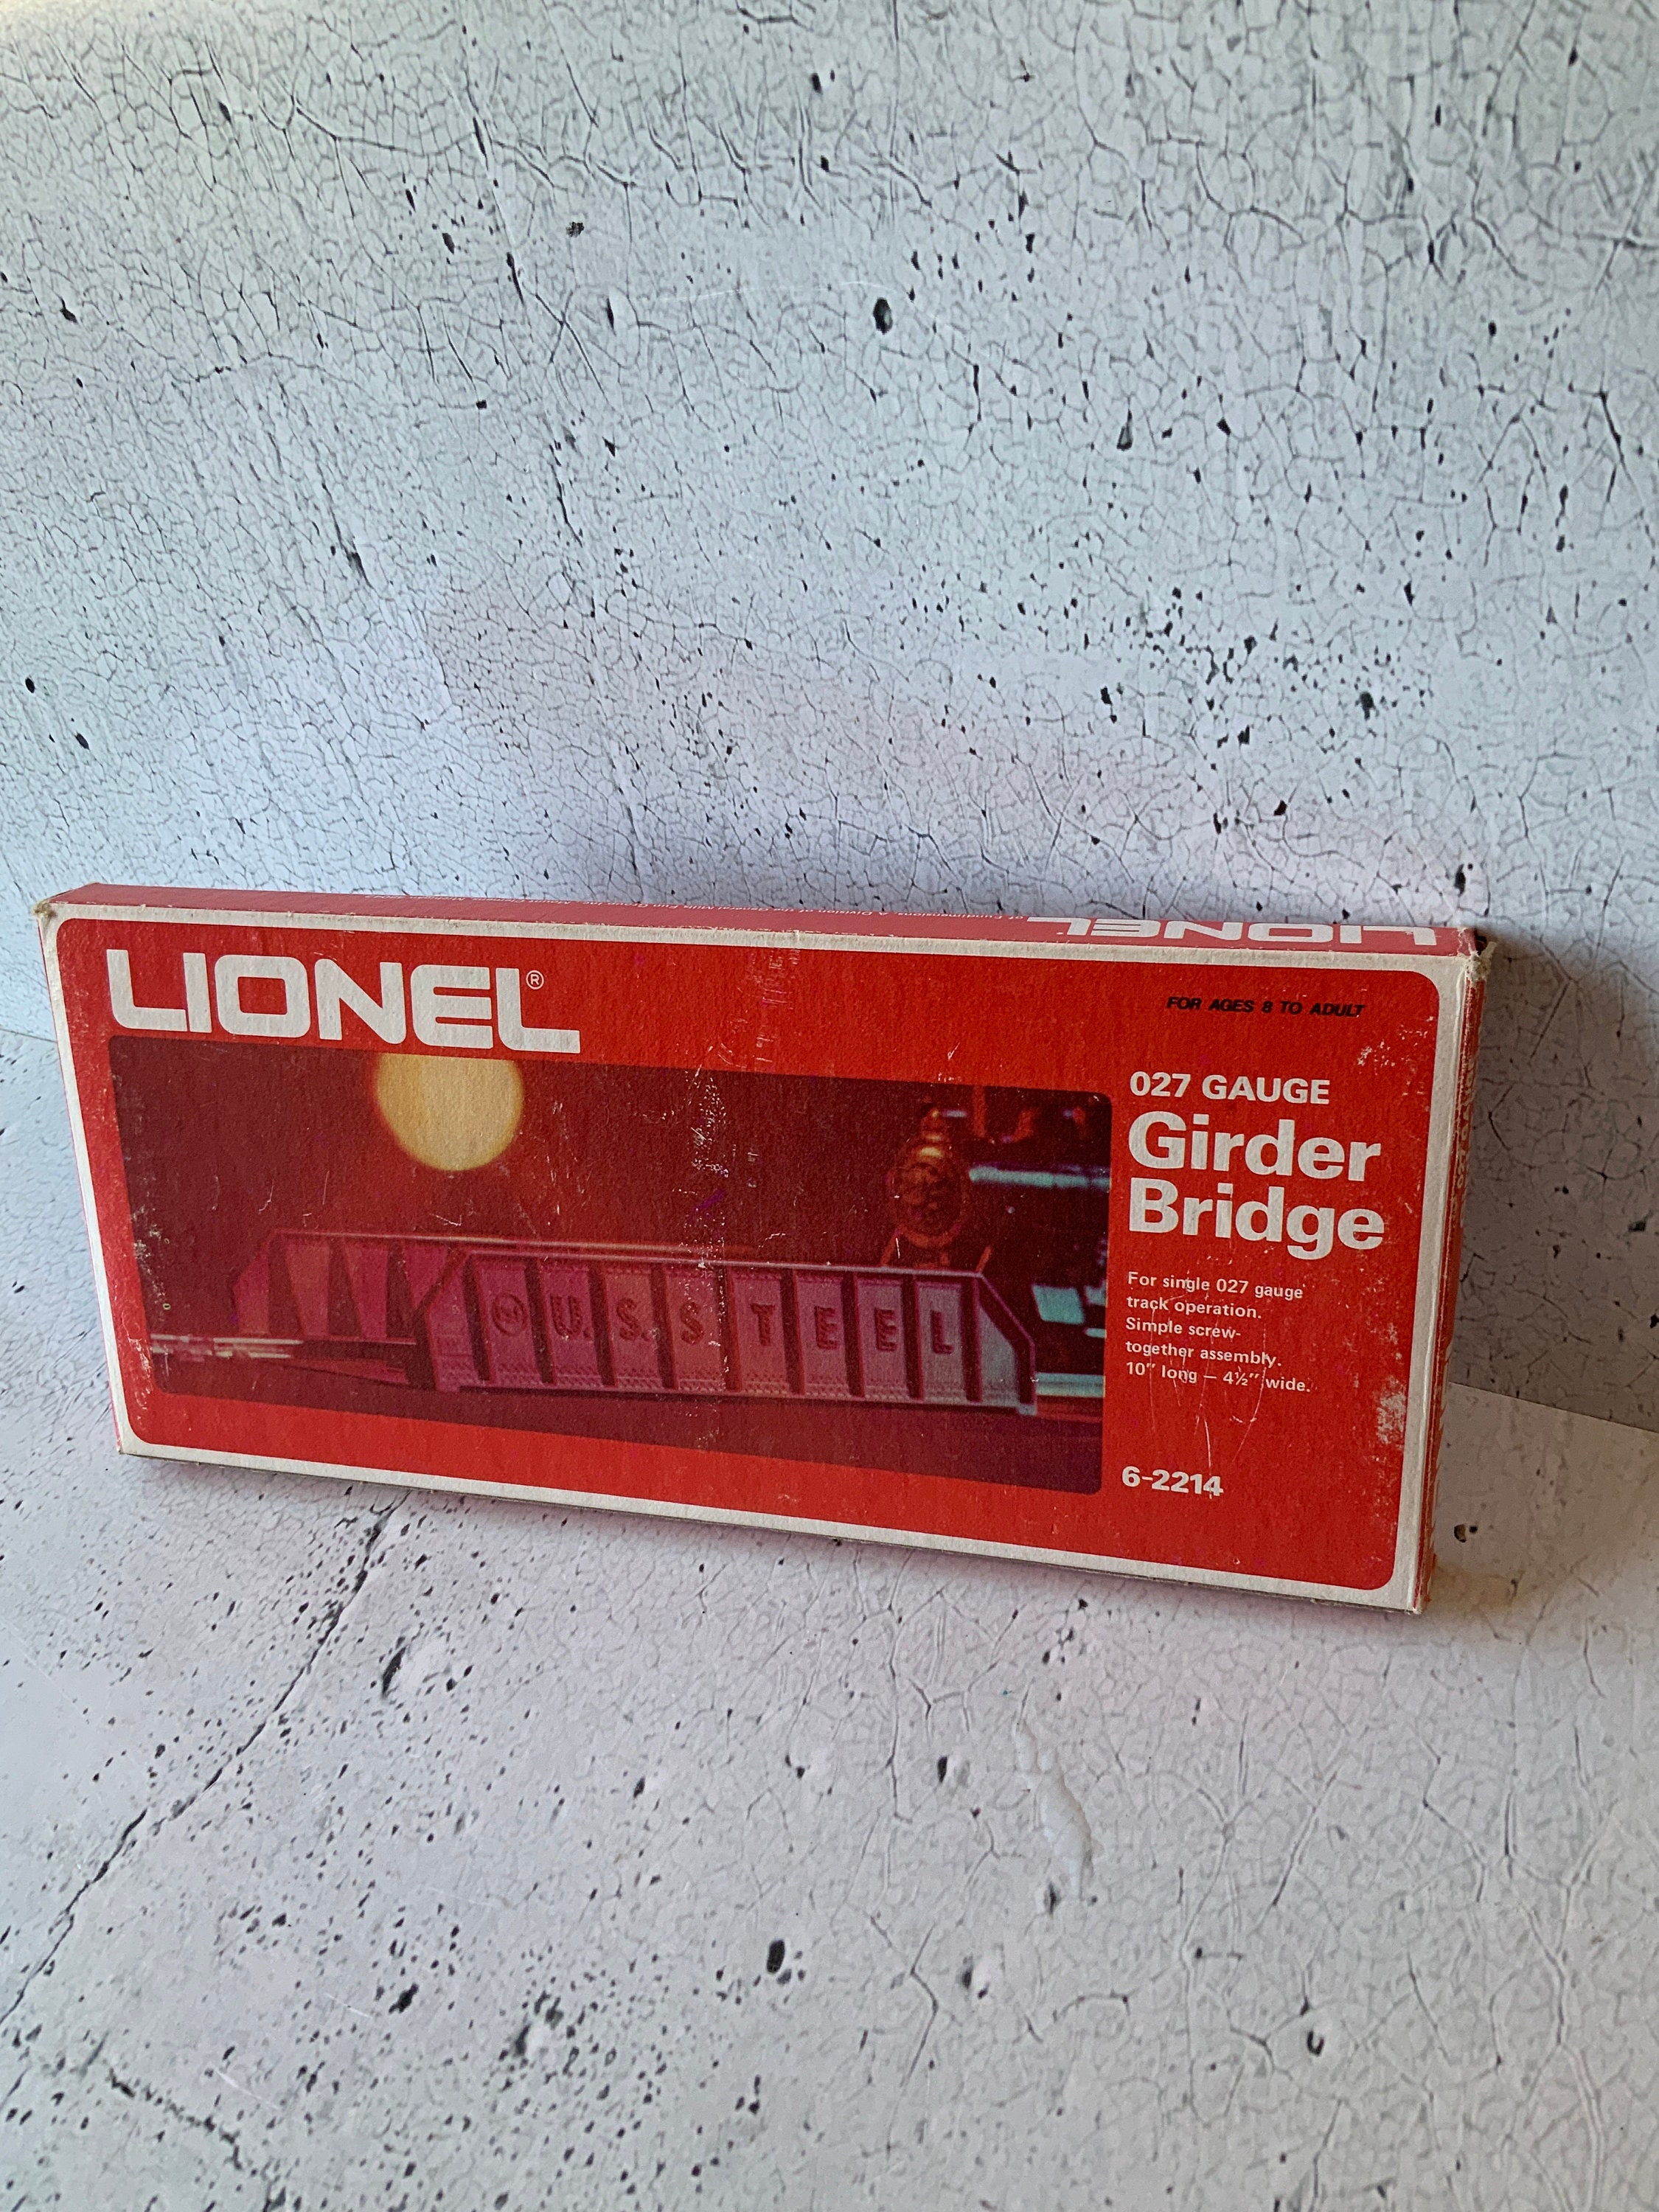 LIONEL
LIONEL®
FOR AGES 8 TO ADULT
027 GAUGE
Girder
Bridge
For single 027 gauge
track operation.
Simple screw-
together assembly.
10" long — 4½" wide.
6-2214
U.S. STEEL